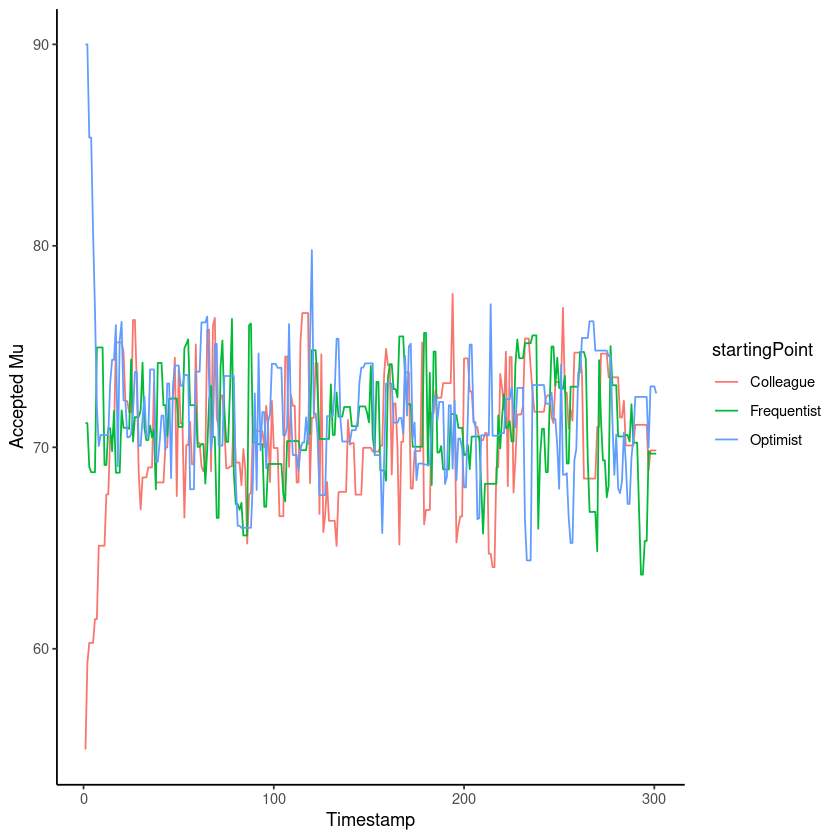 90
80
70
60
Accepted Mu
0
100
200
300
Timestamp
startingPoint
Colleague
Frequentist
Optimist